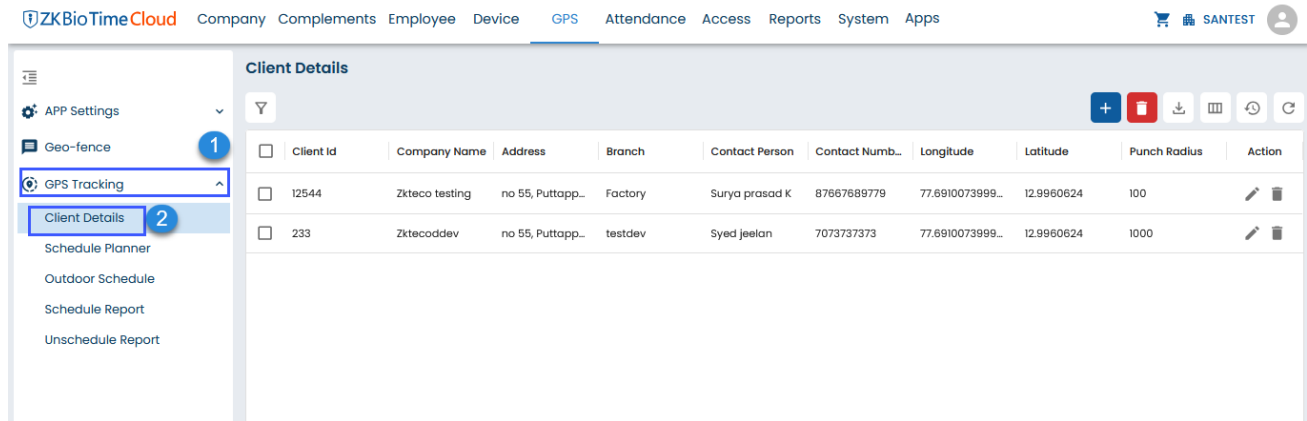 ZKBioTime Cloud Company Complements Employee Device GPS Attendance Access Reports System Apps SANTEST
Client Details
APP Settings
Geo-fence
1
GPS Tracking
Client Details
2
Schedule Planner
Outdoor Schedule
Schedule Report
Unschedule Report
Client Id Company Name Address Branch Contact Person Contact Numb... Longitude Latitude Punch Radius Action
12544 Zkteco testing no 55, Puttapp... Factory Surya prasad K 87667689779 77.6910073999... 12.9960624 100
233 Zktecoddev no 55, Puttapp... testdev Syed jeelan 7073737373 77.6910073999... 12.9960624 1000